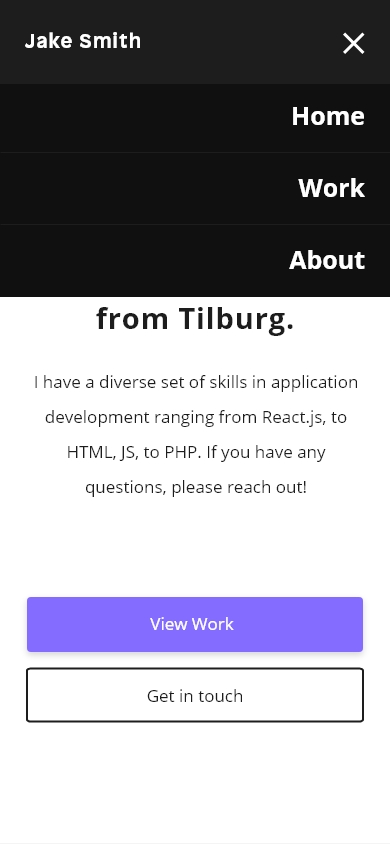 Jake Smith
Home
Work
About
from Tilburg.
I have a diverse set of skills in application
development ranging from React.js, to
HTML, JS, to PHP. If you have any
questions, please reach out!
View Work
Get in touch